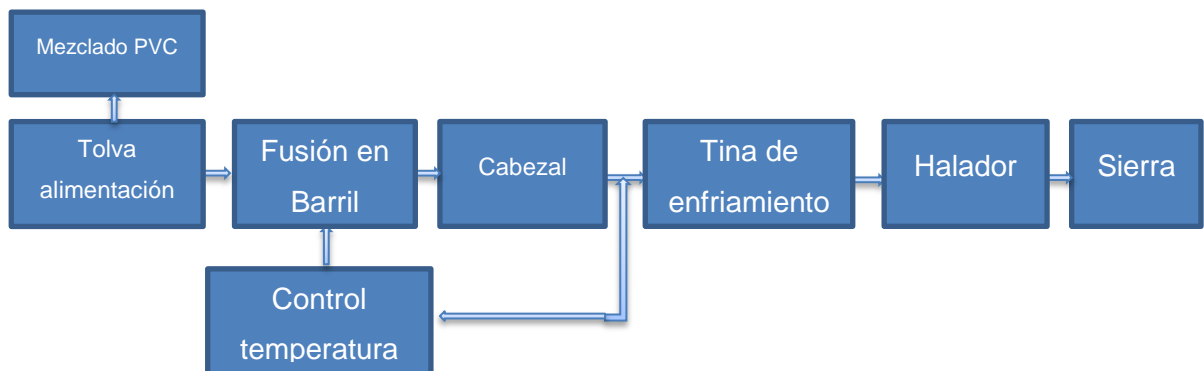 Mezclado PVC
Tolva
alimentación
Fusión en
Barril
Cabezal
Tina de
enfriamiento
Halador
Sierra
Control
temperatura